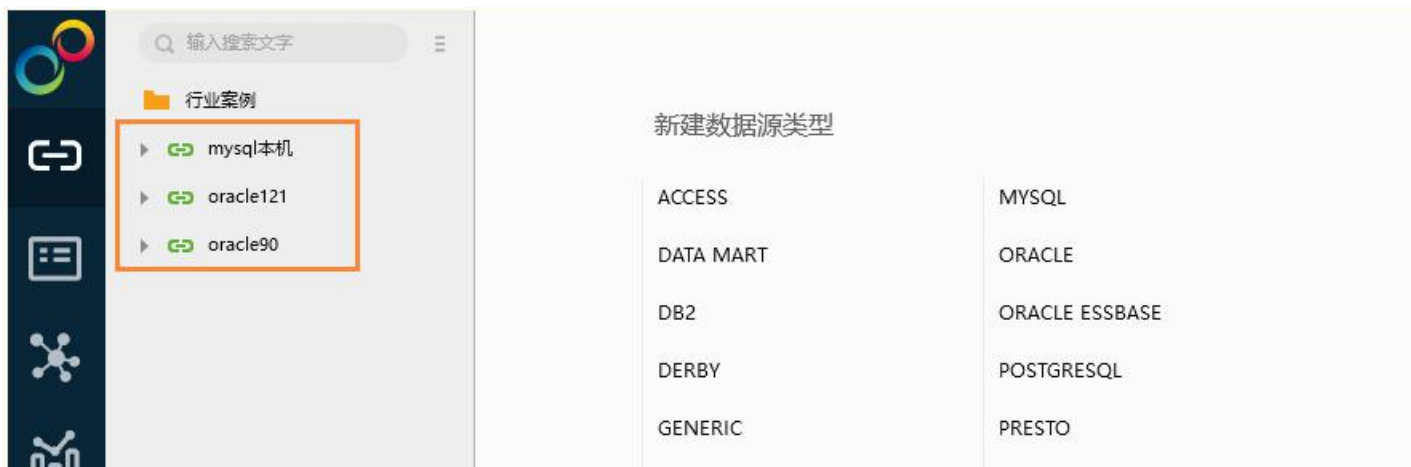 输入搜索文字
行业案例
mysql本机
oracle121
oracle90
新建数据源类型
ACCESS
MYSQL
DATA MART
ORACLE
DB2
ORACLE ESSBASE
DERBY
POSTGRESQL
GENERIC
PRESTO